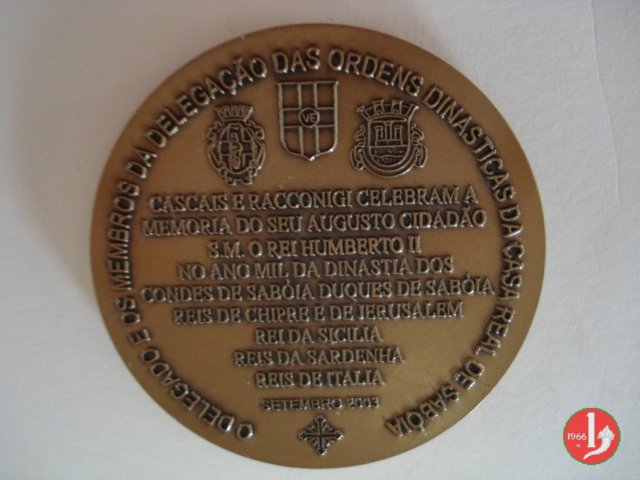 O DELEGADO E OS MEMBROS DA DELEGAÇÃO DAS ORDENS DINASTICAS DA CASA REAL DE SABÓIA
VE
CASCAIS E RACCONIGI CELEBRAM A
MEMORIA DO SEU AUGUSTO CIDADÃO
S.M. O REI HUMBERTO II
NO ANO MIL DA DINASTIA DOS
CONDES DE SABÓIA DUQUES DE SABÓIA
REIS DE CHIPRE E DE JERUSALEM
REI DA SICILIA
REIS DA SARDENHA
REIS DE ITALIA
SETEMBRO 2003
1966